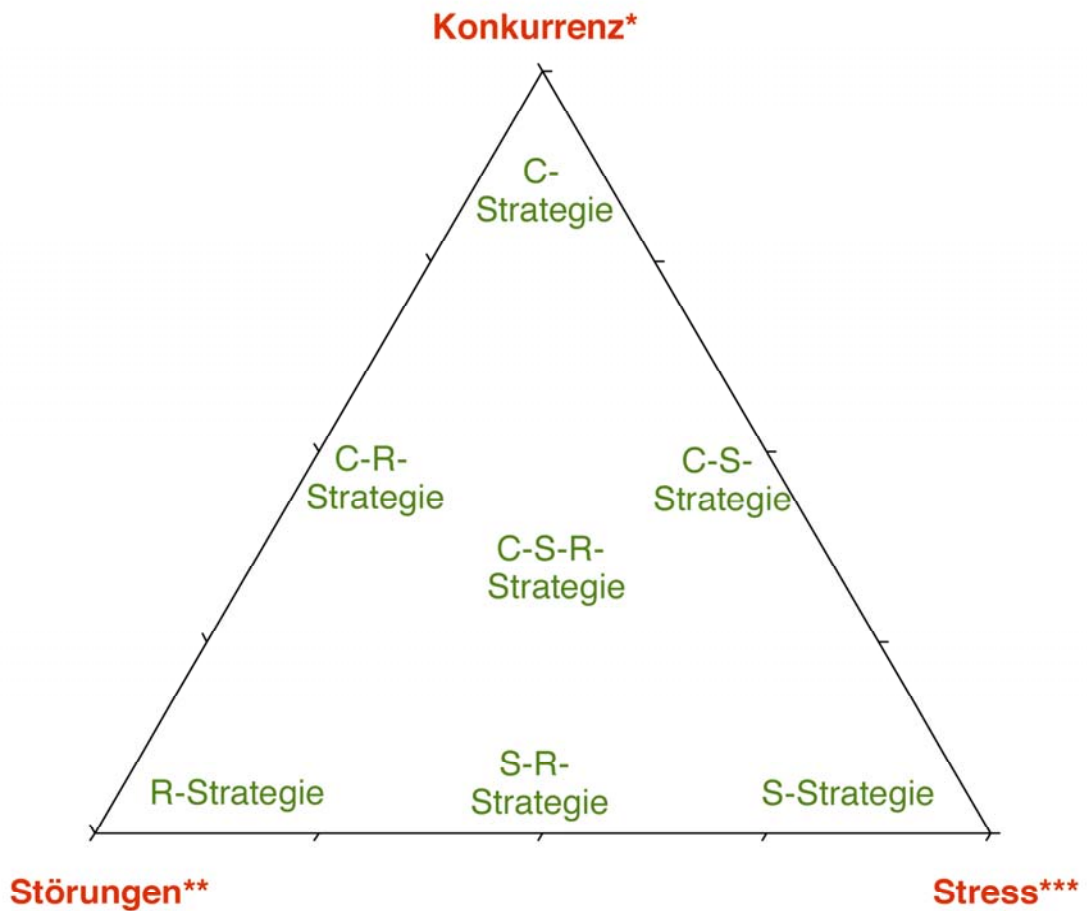 Konkurrenz*
C-
Strategie
C-R-
Strategie
C-S-
Strategie
C-S-R-
Strategie
R-Strategie
S-R-
Strategie
S-Strategie
Störungen**
Stress***